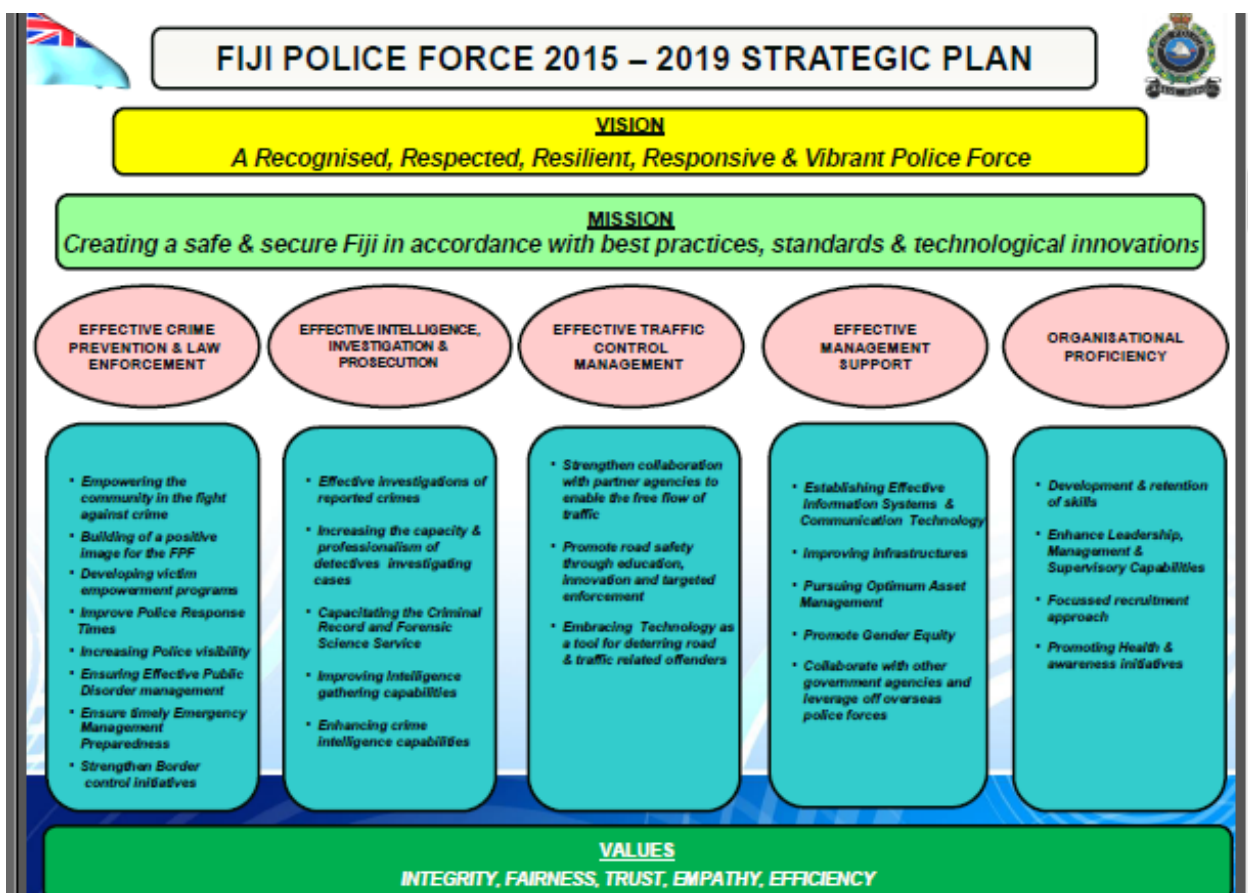 FIJI POLICE FORCE 2015 – 2019 STRATEGIC PLAN
VISION
A Recognised, Respected, Resilient, Responsive & Vibrant Police Force
MISSION
Creating a safe & secure Fiji in accordance with best practices, standards & technological innovations
EFFECTIVE CRIME
PREVENTION & LAW
ENFORCEMENT
EFFECTIVE INTELLIGENCE,
INVESTIGATION &
PROSECUTION
EFFECTIVE TRAFFIC
CONTROL
MANAGEMENT
EFFECTIVE
MANAGEMENT
SUPPORT
ORGANISATIONAL
PROFICIENCY
• Empowering the
community in the fight
against crime
• Building of a positive
image for the FPF
• Developing victim
empowerment programs
• Improve Police Response
Times
• Increasing Police visibility
• Ensuring Effective Public
Disorder management
• Ensure timely Emergency
Management
Preparedness
• Strengthen Border
control initiatives
• Effective investigations of
reported crimes
• Increasing the capacity &
professionalism of
detectives investigating
cases
• Capacitating the Criminal
Record and Forensic
Science Service
• Improving Intelligence
gathering capabilities
• Enhancing crime
intelligence capabilities
• Strengthen collaboration
with partner agencies to
enable the free flow of
traffic
• Promote road safety
through education,
innovation and targeted
enforcement
• Embracing Technology as
a tool for deterring road
& traffic related offenders
• Establishing Effective
Information Systems &
Communication Technology
• Improving infrastructures
• Pursuing Optimum Asset
Management
• Promote Gender Equity
• Collaborate with other
government agencies and
leverage off overseas
police forces
• Development & retention
of skills
• Enhance Leadership,
Management &
Supervisory Capabilities
• Focussed recruitment
approach
• Promoting Health &
awareness initiatives
VALUES
INTEGRITY, FAIRNESS, TRUST, EMPATHY, EFFICIENCY